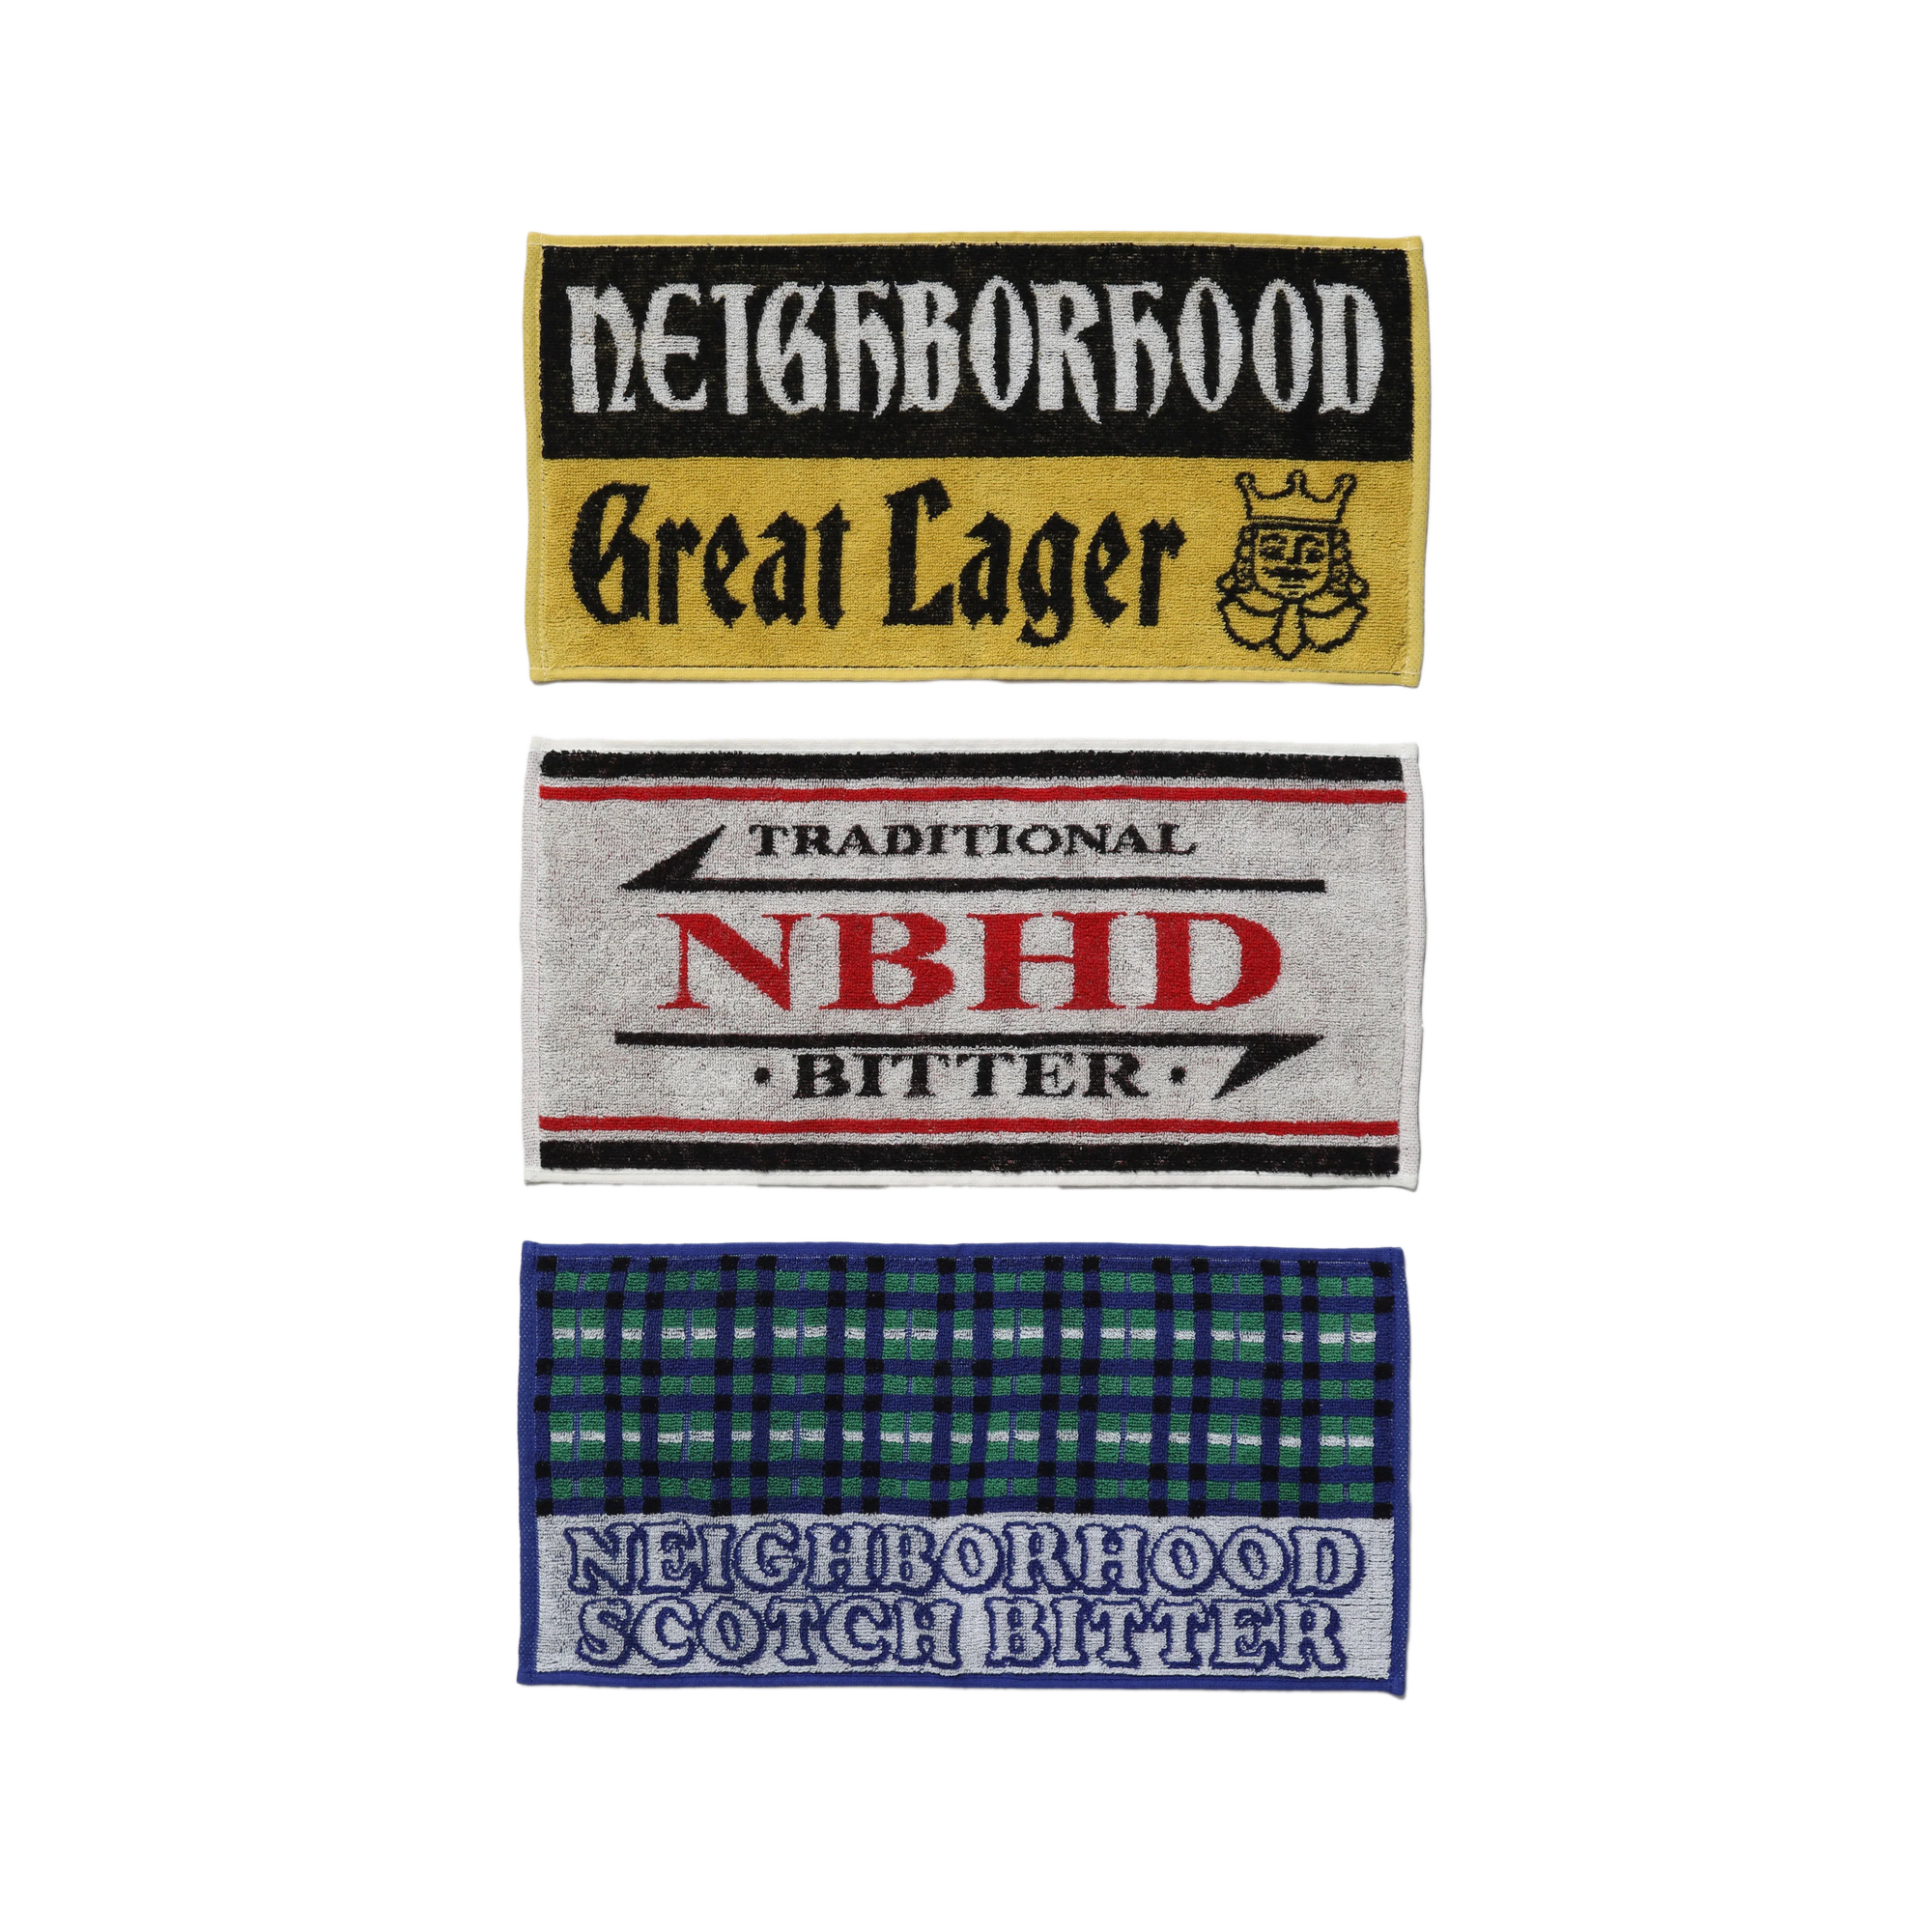 NEIGHBORHOOD
Great Lager
TRADITIONAL
NBHD
• BITTER •
NEIGHBORHOOD
SCOTCH BITTER